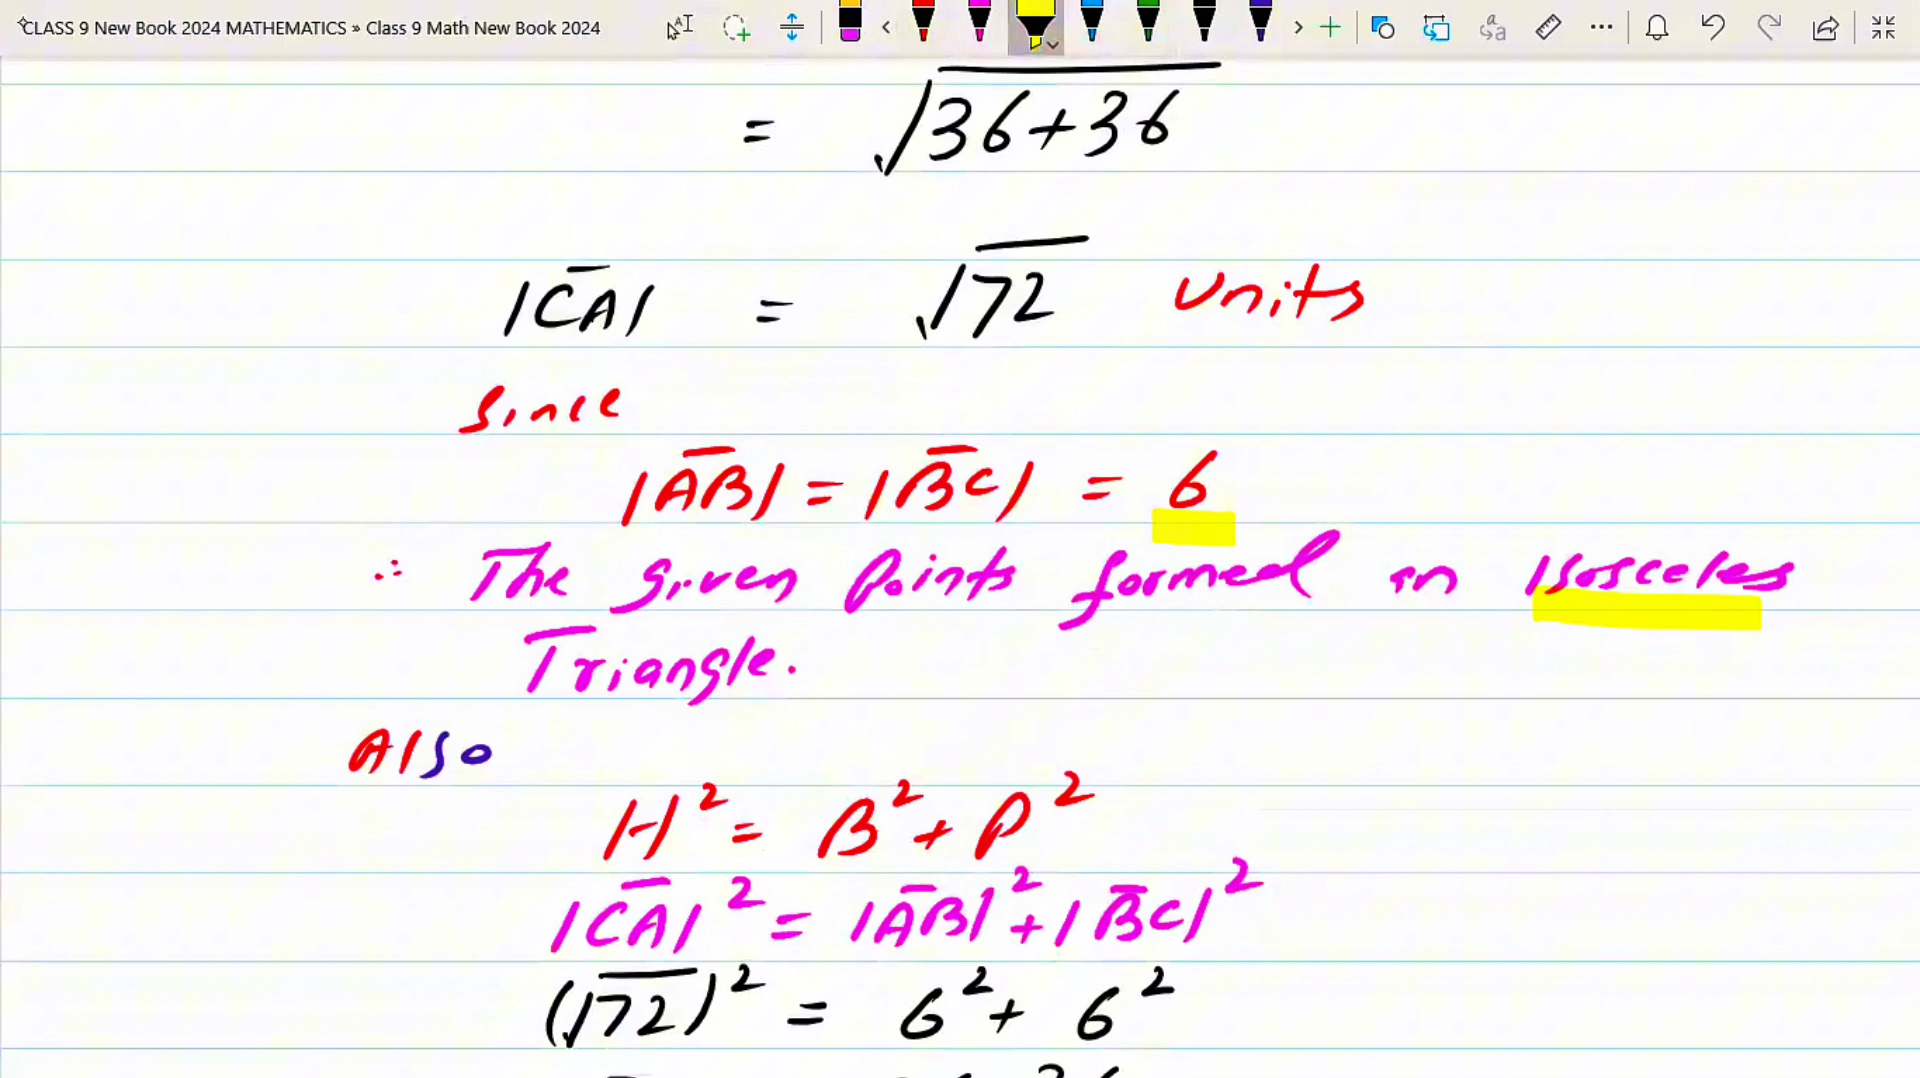 CLASS 9 New Book 2024 MATHEMATICS » Class 9 Math New Book 2024
= √36+36
|CA| = √72 Units
Since
|AB| = |BC| = 6
∴ The given points formed an Isosceles
Triangle.
Also
H² = B² + P²
|CA|² = |AB|² + |BC|²
(√72)² = 6² + 6²